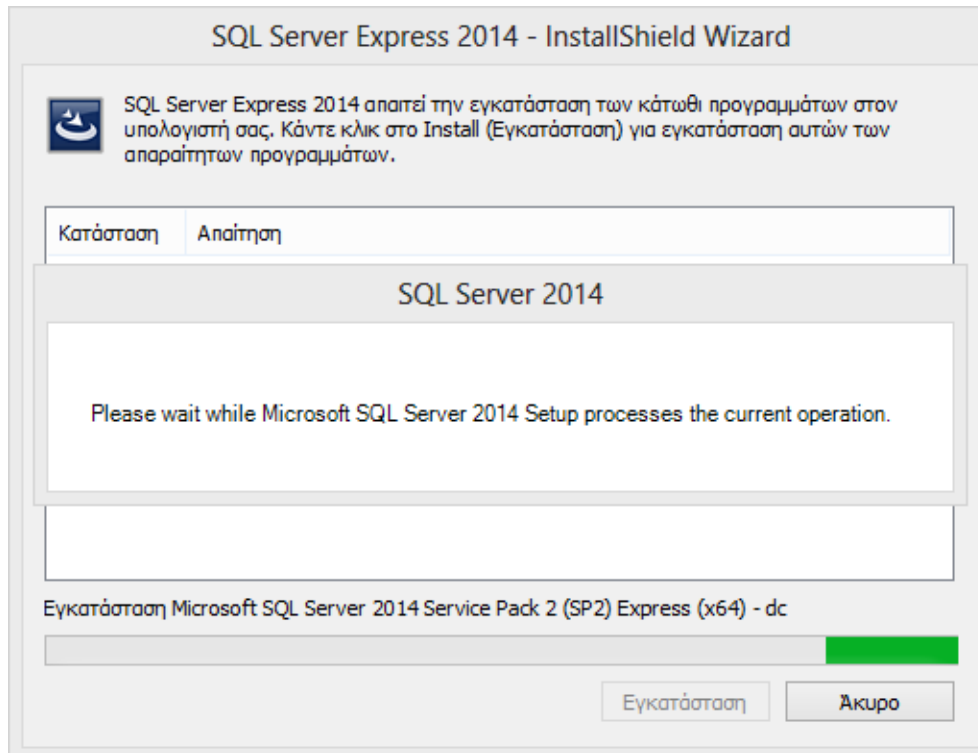 SQL Server Express 2014 - InstallShield Wizard
SQL Server Express 2014 απαιτεί την εγκατάσταση των κάτωθι προγραμμάτων στον
υπολογιστή σας. Κάντε κλικ στο Install (Εγκατάσταση) για εγκατάσταση αυτών των
απαραίτητων προγραμμάτων.
Κατάσταση Απαίτηση
SQL Server 2014
Please wait while Microsoft SQL Server 2014 Setup processes the current operation.
Εγκατάσταση Microsoft SQL Server 2014 Service Pack 2 (SP2) Express (x64) - dc
Εγκατάσταση Άκυρο